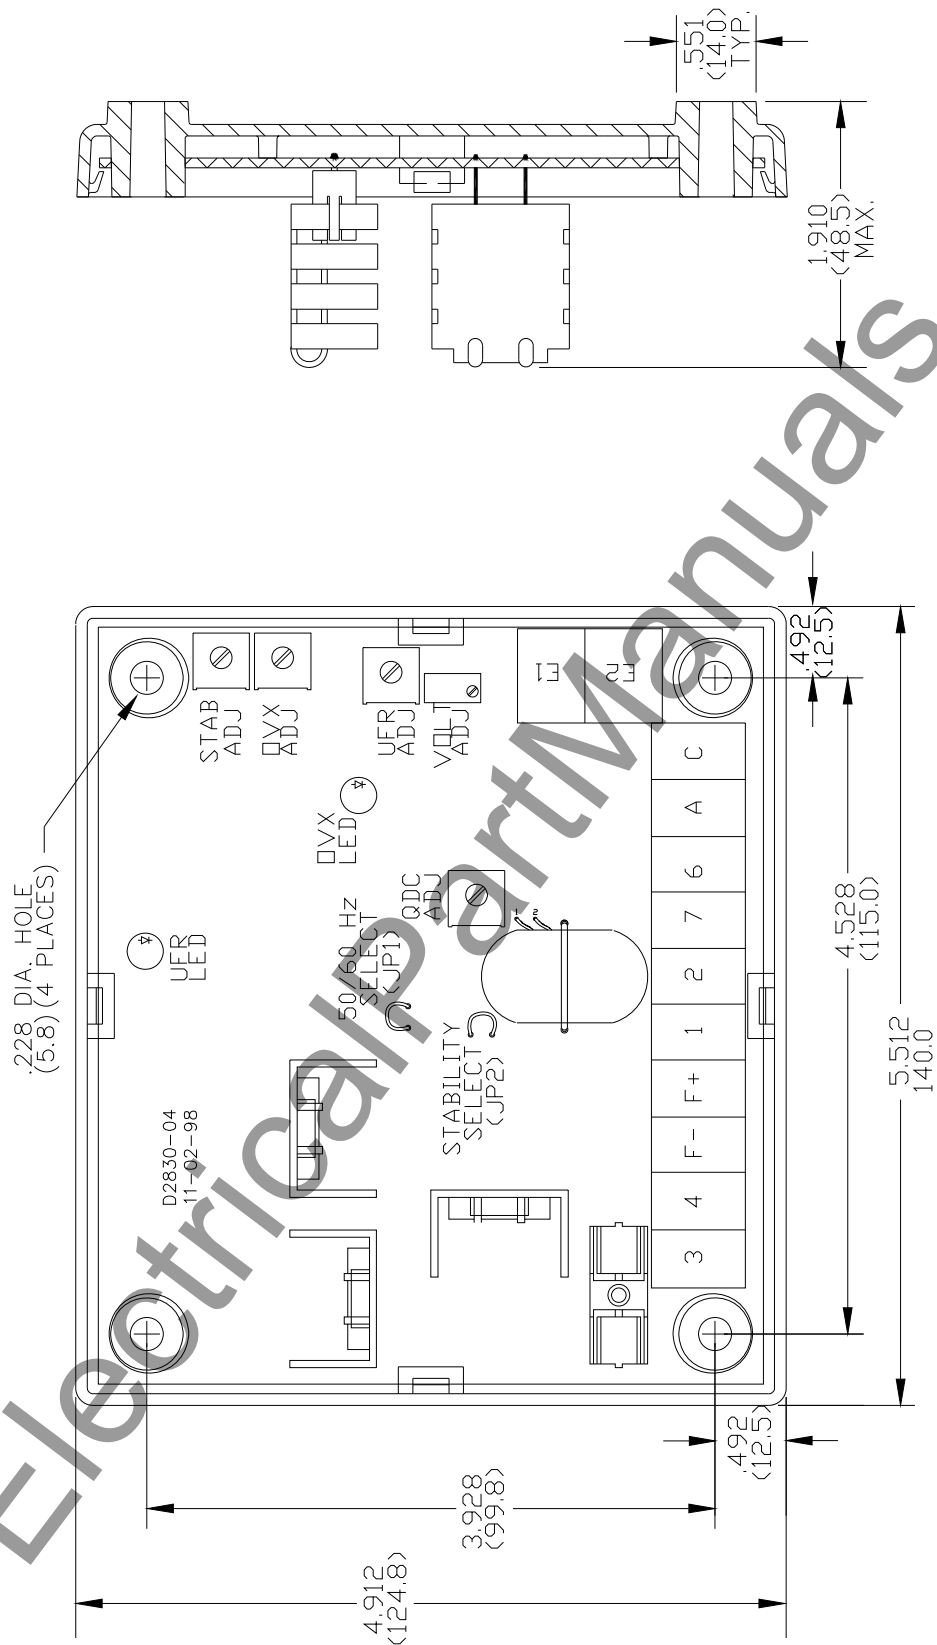 .551
(14.0)
TYP.
1.910
(48.5)
MAX.
.228 DIA. HOLE
(5.8) (4 PLACES)
STAB
ADJ
OVX
ADJ
UFR
ADJ
VOLT
ADJ
E1
E2
.492
(12.5)
OVX
LED
UFR
LED
50/60 Hz
SELECT
(JP1)
QDC
ADJ
1
2
STABILITY
SELECT
(JP2)
D2830-04
11-02-98
C
A
6
7
2
1
F+
F-
4
3
4.528
(115.0)
5.512
140.0
.492
(12.5)
3.928
(99.8)
4.912
(124.8)
ElectricalPartManuals